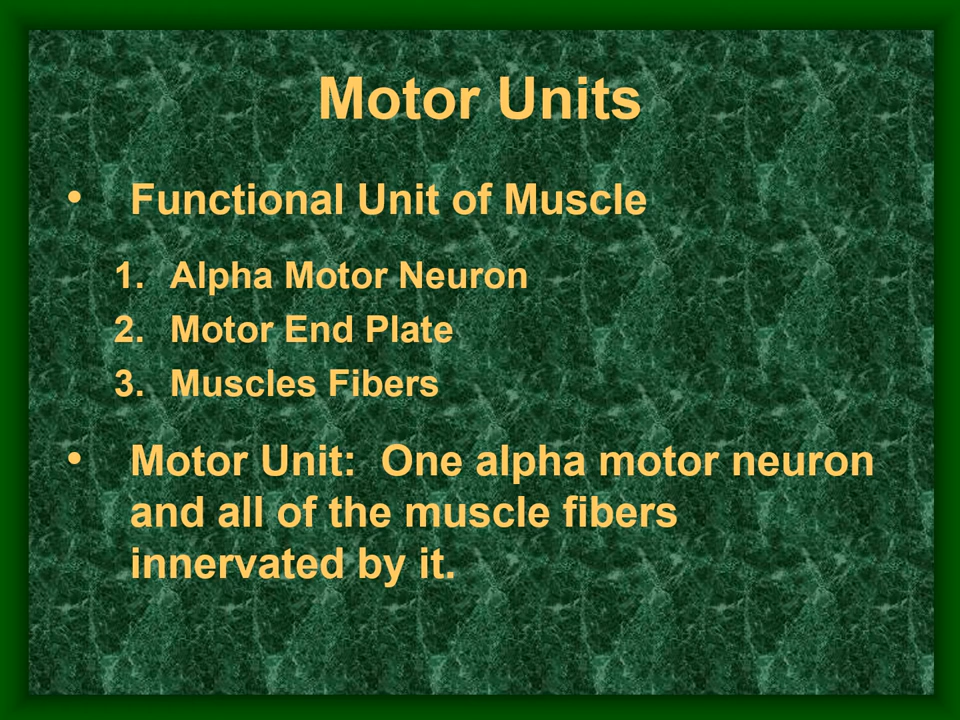 Motor Units
• Functional Unit of Muscle
1. Alpha Motor Neuron
2. Motor End Plate
3. Muscles Fibers
• Motor Unit: One alpha motor neuron
and all of the muscle fibers
innervated by it.